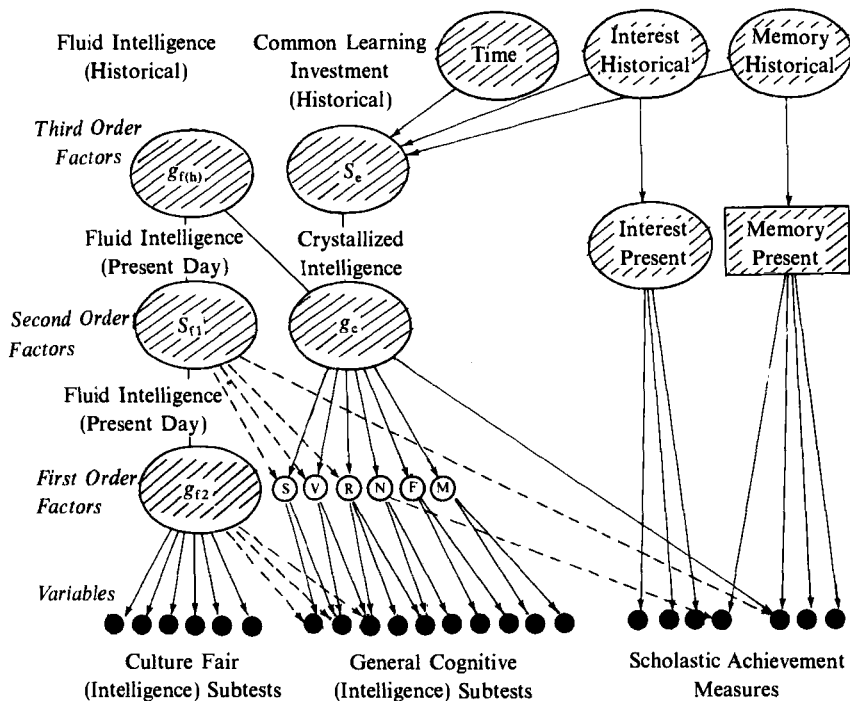 Fluid Intelligence
(Historical)
Common Learning
Investment
(Historical)
Time
Interest
Historical
Memory
Historical
Third Order
Factors
g_f(h)
S_e
Fluid Intelligence
(Present Day)
Crystallized
Intelligence
Interest
Present
Memory
Present
Second Order
Factors
S_f1
g_c
Fluid Intelligence
(Present Day)
First Order
Factors
g_f2
S
V
R
N
F
M
Variables
Culture Fair
(Intelligence) Subtests
General Cognitive
(Intelligence) Subtests
Scholastic Achievement
Measures